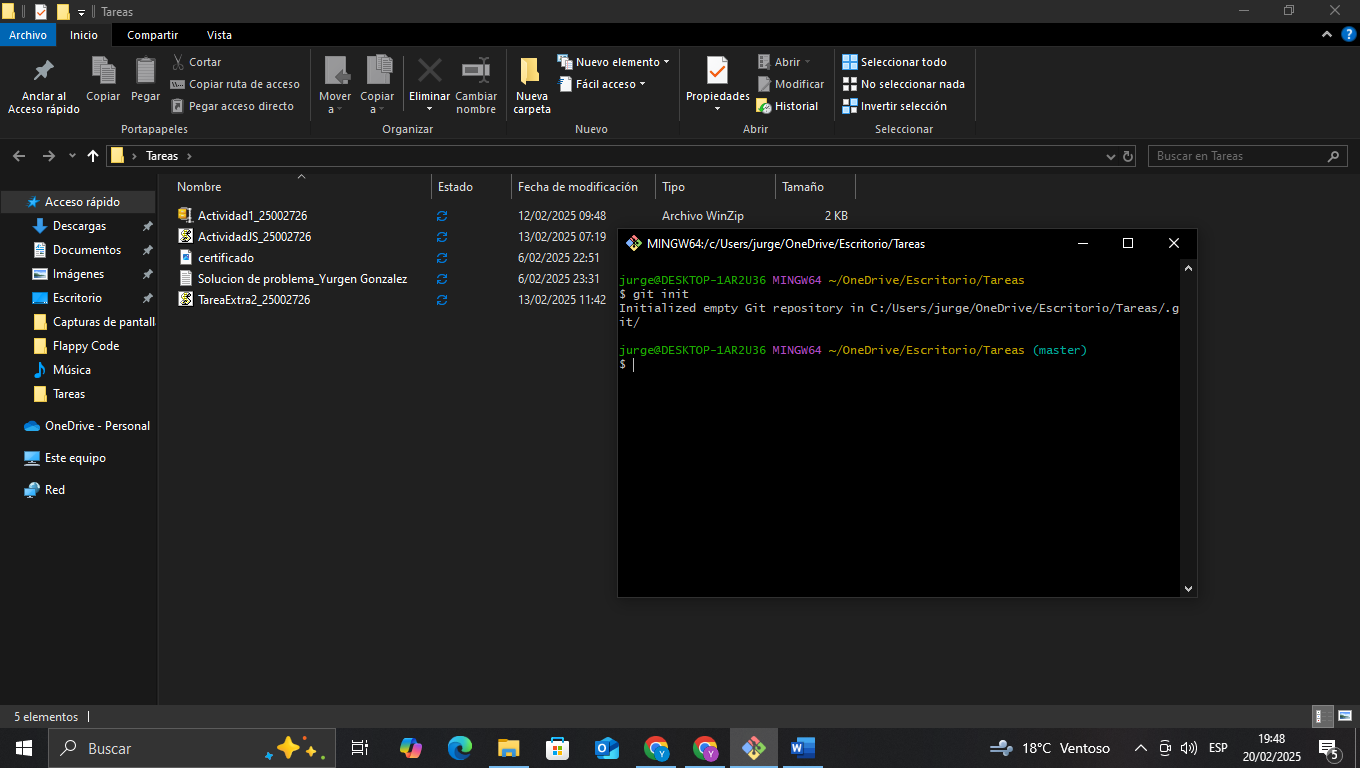 Tareas
Archivo
Inicio
Compartir
Vista
Anclar al
Acceso rápido
Copiar
Pegar
Cortar
Copiar ruta de acceso
Pegar acceso directo
Portapapeles
Mover
a
Copiar
a
Eliminar
Cambiar
nombre
Organizar
Nueva
carpeta
Nuevo elemento
Fácil acceso
Nuevo
Propiedades
Abrir
Modificar
Historial
Abrir
Seleccionar todo
No seleccionar nada
Invertir selección
Seleccionar
Tareas
Buscar en Tareas
Acceso rápido
Descargas
Documentos
Imágenes
Escritorio
Capturas de pantall
Flappy Code
Música
Tareas
OneDrive - Personal
Este equipo
Red
Nombre Estado Fecha de modificación Tipo Tamaño
Actividad1_25002726 12/02/2025 09:48 Archivo WinZip 2 KB
ActividadJS_25002726 13/02/2025 07:19
certificado 6/02/2025 22:51
Solucion de problema_Yurgen Gonzalez 6/02/2025 23:31
TareaExtra2_25002726 13/02/2025 11:42
MINGW64:/c/Users/jurge/OneDrive/Escritorio/Tareas
jurge@DESKTOP-1AR2U36 MINGW64 ~/OneDrive/Escritorio/Tareas
$ git init
Initialized empty Git repository in C:/Users/jurge/OneDrive/Escritorio/Tareas/.g
it/
jurge@DESKTOP-1AR2U36 MINGW64 ~/OneDrive/Escritorio/Tareas (master)
$
5 elementos
Buscar
18°C Ventoso
ESP
19:48
20/02/2025
5